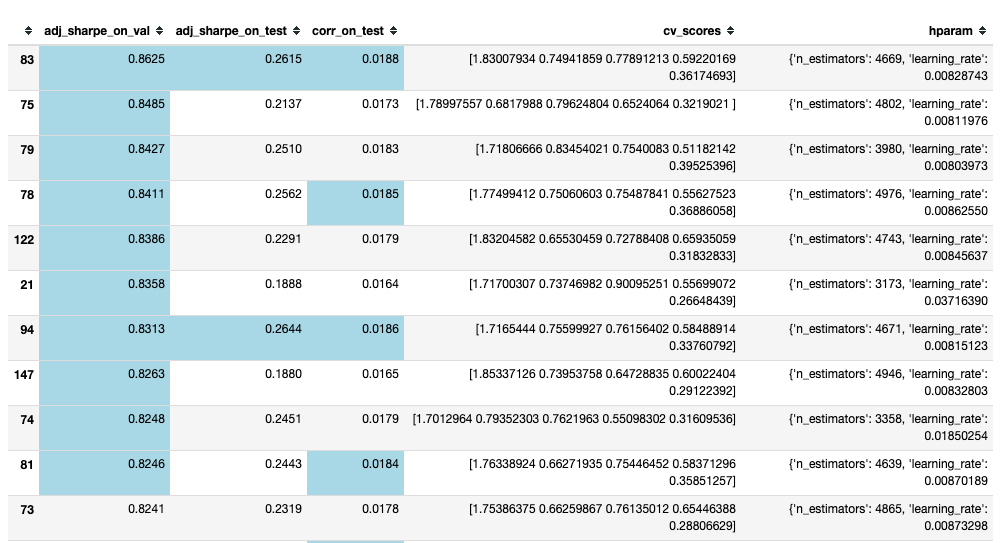 adj_sharpe_on_val adj_sharpe_on_test corr_on_test cv_scores hparam
83 0.8625 0.2615 0.0188 [1.83007934 0.74941859 0.77891213 0.59220169 {'n_estimators': 4669, 'learning_rate':
0.36174693] 0.00828743
75 0.8485 0.2137 0.0173 [1.78997557 0.6817988 0.79624804 0.6524064 0.3219021 ] {'n_estimators': 4802, 'learning_rate':
0.00811976
79 0.8427 0.2510 0.0183 [1.71806666 0.83454021 0.7540083 0.51182142 {'n_estimators': 3980, 'learning_rate':
0.39525396] 0.00803973
78 0.8411 0.2562 0.0185 [1.77499412 0.75060603 0.75487841 0.55627523 {'n_estimators': 4976, 'learning_rate':
0.36886058] 0.00862550
122 0.8386 0.2291 0.0179 [1.83204582 0.65530459 0.72788408 0.65935059 {'n_estimators': 4743, 'learning_rate':
0.31832833] 0.00845637
21 0.8358 0.1888 0.0164 [1.71700307 0.73746982 0.90095251 0.55699072 {'n_estimators': 3173, 'learning_rate':
0.26648439] 0.03716390
94 0.8313 0.2644 0.0186 [1.7165444 0.75599927 0.76156402 0.58488914 {'n_estimators': 4671, 'learning_rate':
0.33760792] 0.00815123
147 0.8263 0.1880 0.0165 [1.85337126 0.73953758 0.64728835 0.60022404 {'n_estimators': 4946, 'learning_rate':
0.29122392] 0.00832803
74 0.8248 0.2451 0.0179 [1.7012964 0.79352303 0.7621963 0.55098302 0.31609536] {'n_estimators': 3358, 'learning_rate':
0.01850254
81 0.8246 0.2443 0.0184 [1.76338924 0.66271935 0.75446452 0.58371296 {'n_estimators': 4639, 'learning_rate':
0.35851257] 0.00870189
73 0.8241 0.2319 0.0178 [1.75386375 0.66259867 0.76135012 0.65446388 {'n_estimators': 4865, 'learning_rate':
0.28806629] 0.00873298